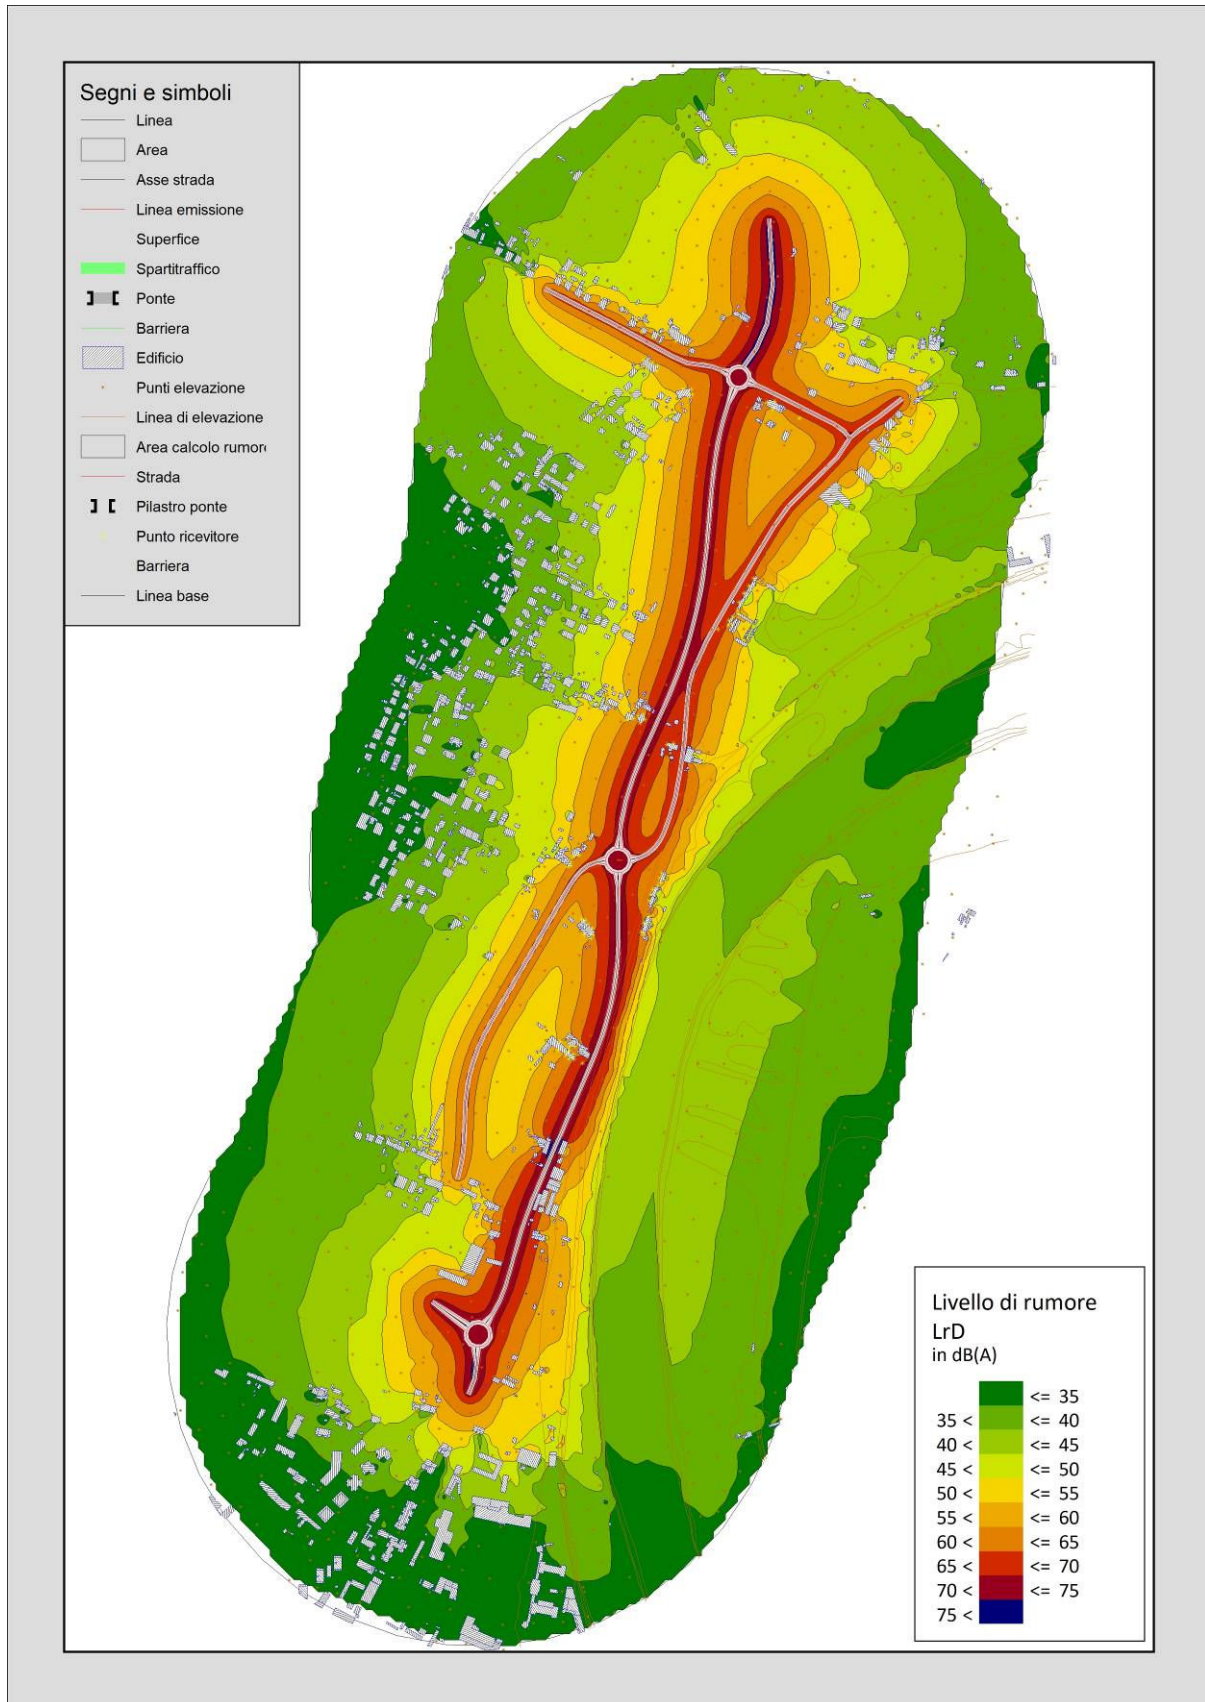 Segni e simboli
Linea
Area
Asse strada
Linea emissione
Superfice
Spartitraffico
Ponte
Barriera
Edificio
Punti elevazione
Linea di elevazione
Area calcolo rumor
Strada
Pilastro ponte
Punto ricevitore
Barriera
Linea base
Livello di rumore
LrD
in dB(A)
<= 35
35 < <= 40
40 < <= 45
45 < <= 50
50 < <= 55
55 < <= 60
60 < <= 65
65 < <= 70
70 < <= 75
75 <